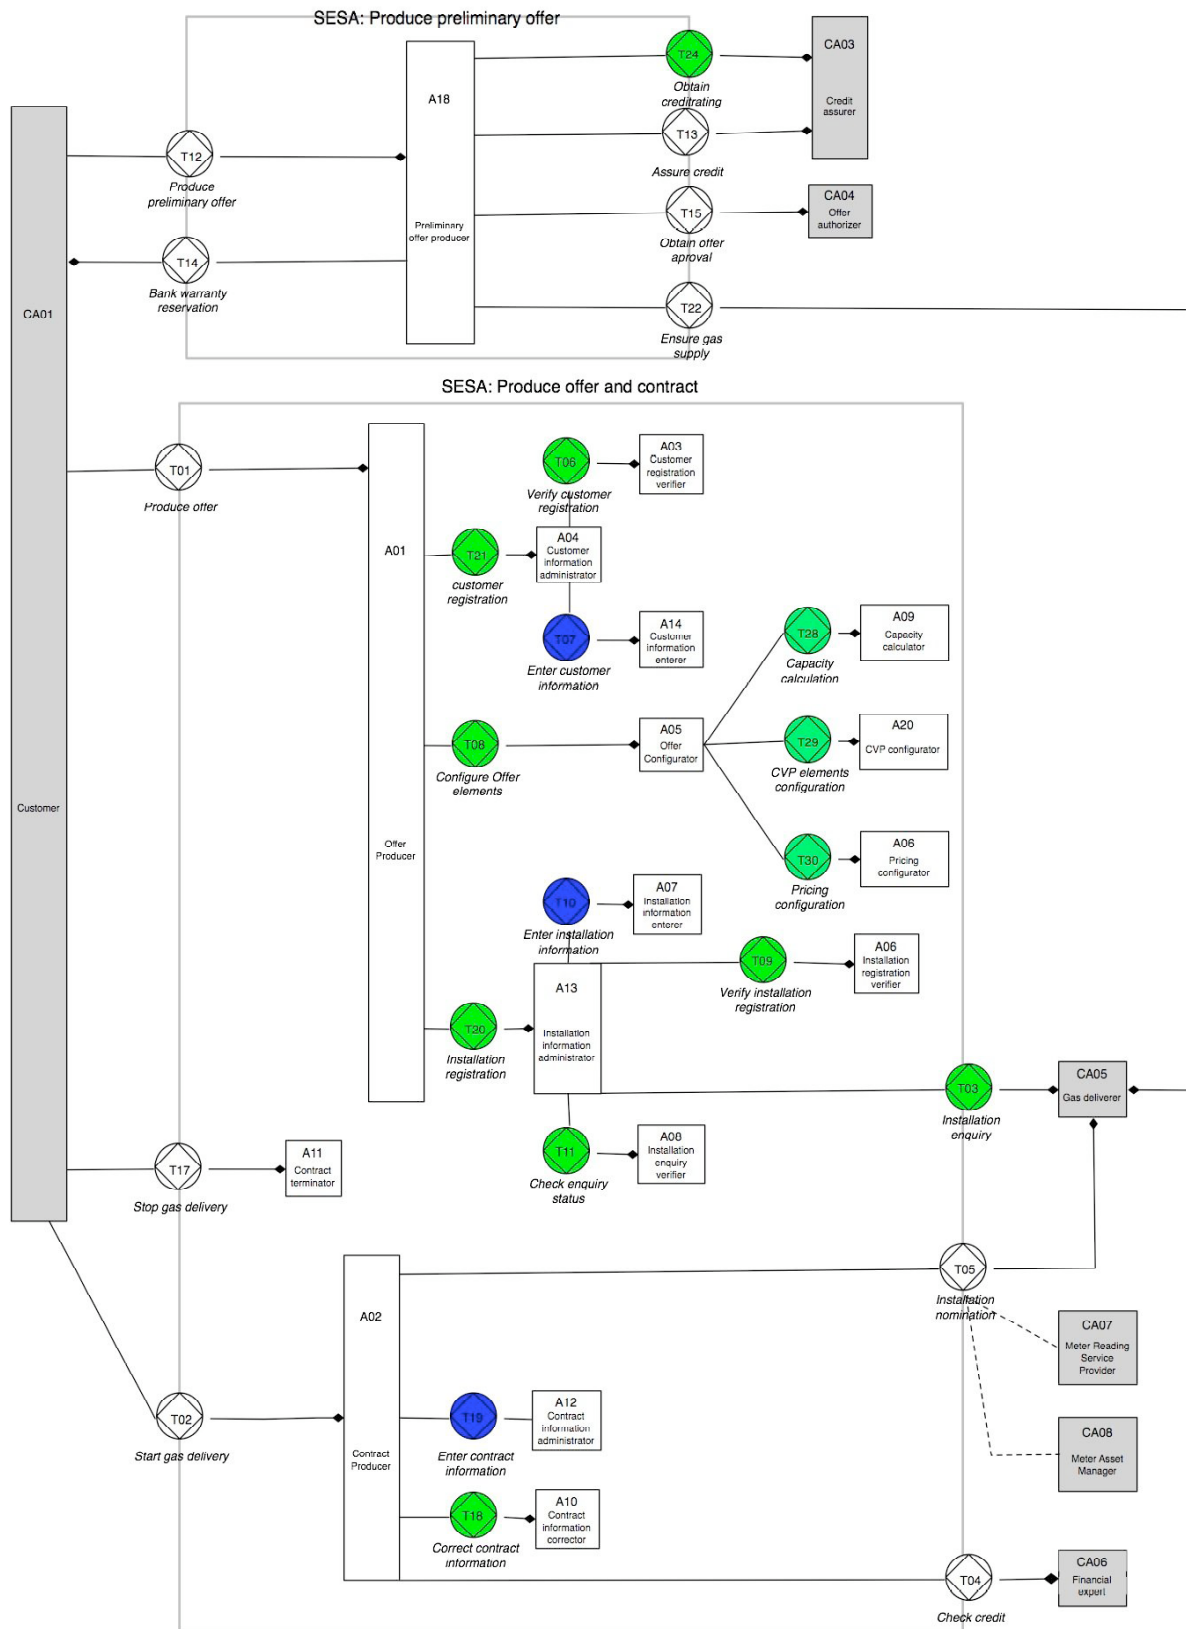 SESA: Produce preliminary offer
CA03
Credit
assurer
T24
Obtain
creditrating
A18
Preliminary
offer producer
T13
Assure credit
T12
Produce
preliminary offer
CA04
Offer
authorizer
T15
Obtain offer
aproval
T14
Bank warranty
reservation
T22
Ensure gas
supply
CA01
Customer
SESA: Produce offer and contract
T01
Produce offer
A01
Offer
Producer
T06
Verify customer
registration
A03
Customer
registration
verifier
T21
customer
registration
A04
Customer
information
administrator
T07
Enter customer
information
A14
Customer
information
enterer
T28
Capacity
calculation
A09
Capacity
calculator
T08
Configure Offer
elements
A05
Offer
Configurator
T29
CVP elements
configuration
A20
CVP configurator
T30
Pricing
configuration
A06
Pricing
configurator
T10
Enter installation
information
A07
Installation
information
enterer
T09
Verify installation
registration
A06
Installation
registration
verifier
T20
Installation
registration
A13
Installation
information
administrator
T03
Installation
enquiry
CA05
Gas deliverer
T11
Check enquiry
status
A08
Installation
enquiry
verifier
T17
Stop gas delivery
A11
Contract
terminator
A02
Contract
Producer
T05
Installation
nomination
CA07
Meter Reading
Service
Provider
T02
Start gas delivery
T19
Enter contract
information
A12
Contract
information
administrator
CA08
Meter Asset
Manager
T18
Correct contract
information
A10
Contract
information
corrector
T04
Check credit
CA06
Financial
expert